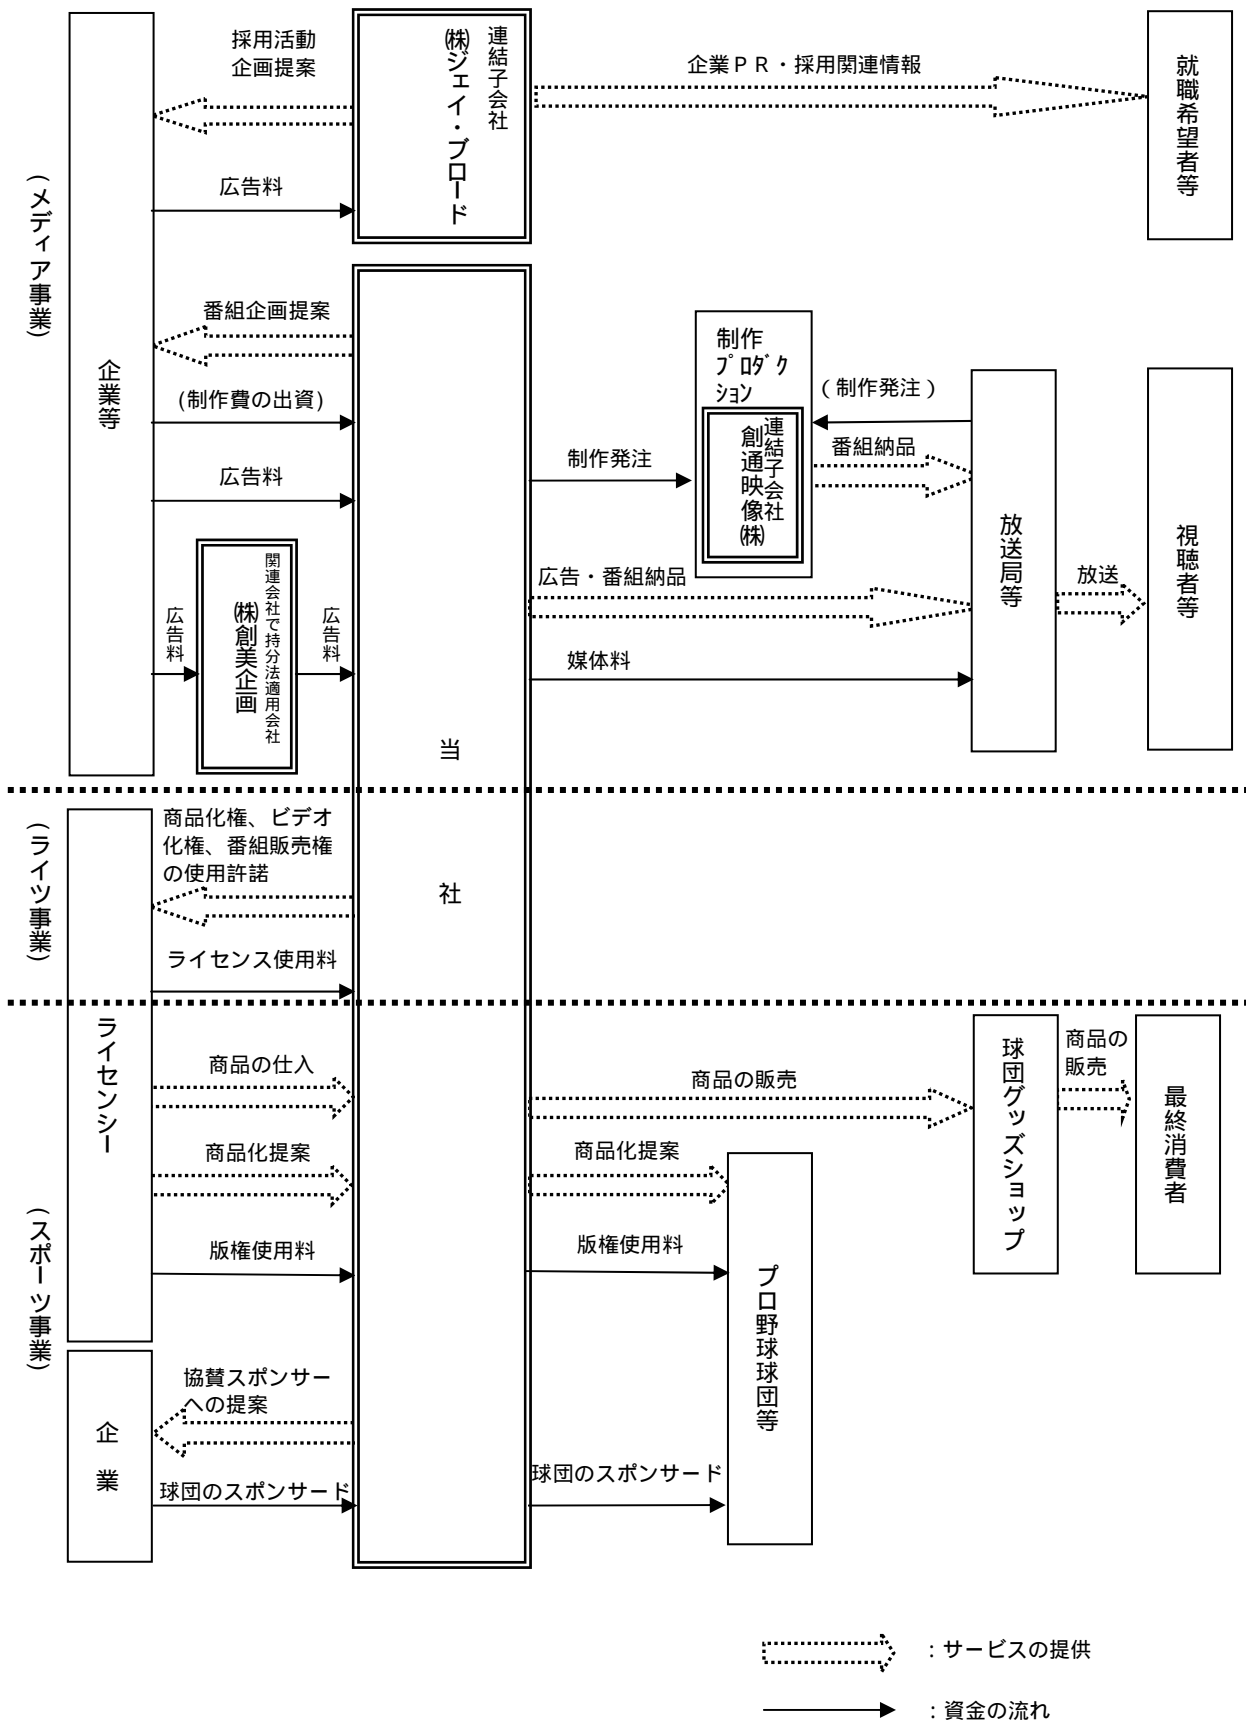 (メディア事業)
企業等
採用活動
企画提案
広告料
連結子会社
㈱ジェイ・ブロード
企業ＰＲ・採用関連情報
就職希望者等
番組企画提案
(制作費の出資)
広告料
広告料
関連会社で持分法適用会社
㈱創美企画
広告料
当社
制作発注
制作
ﾌﾟﾛﾀﾞｸ
ｼｮﾝ
連結子会社
創通映像㈱
（制作発注）
番組納品
広告・番組納品
媒体料
放送局等
放送
視聴者等
(ライツ事業)
商品化権、ビデオ
化権、番組販売権
の使用許諾
ライセンス使用料
ライセンシー
(スポーツ事業)
商品の仕入
商品化提案
版権使用料
商品の販売
商品化提案
版権使用料
球団グッズショップ
商品の
販売
最終消費者
プロ野球球団等
企業
協賛スポンサー
への提案
球団のスポンサード
球団のスポンサード
：サービスの提供
：資金の流れ